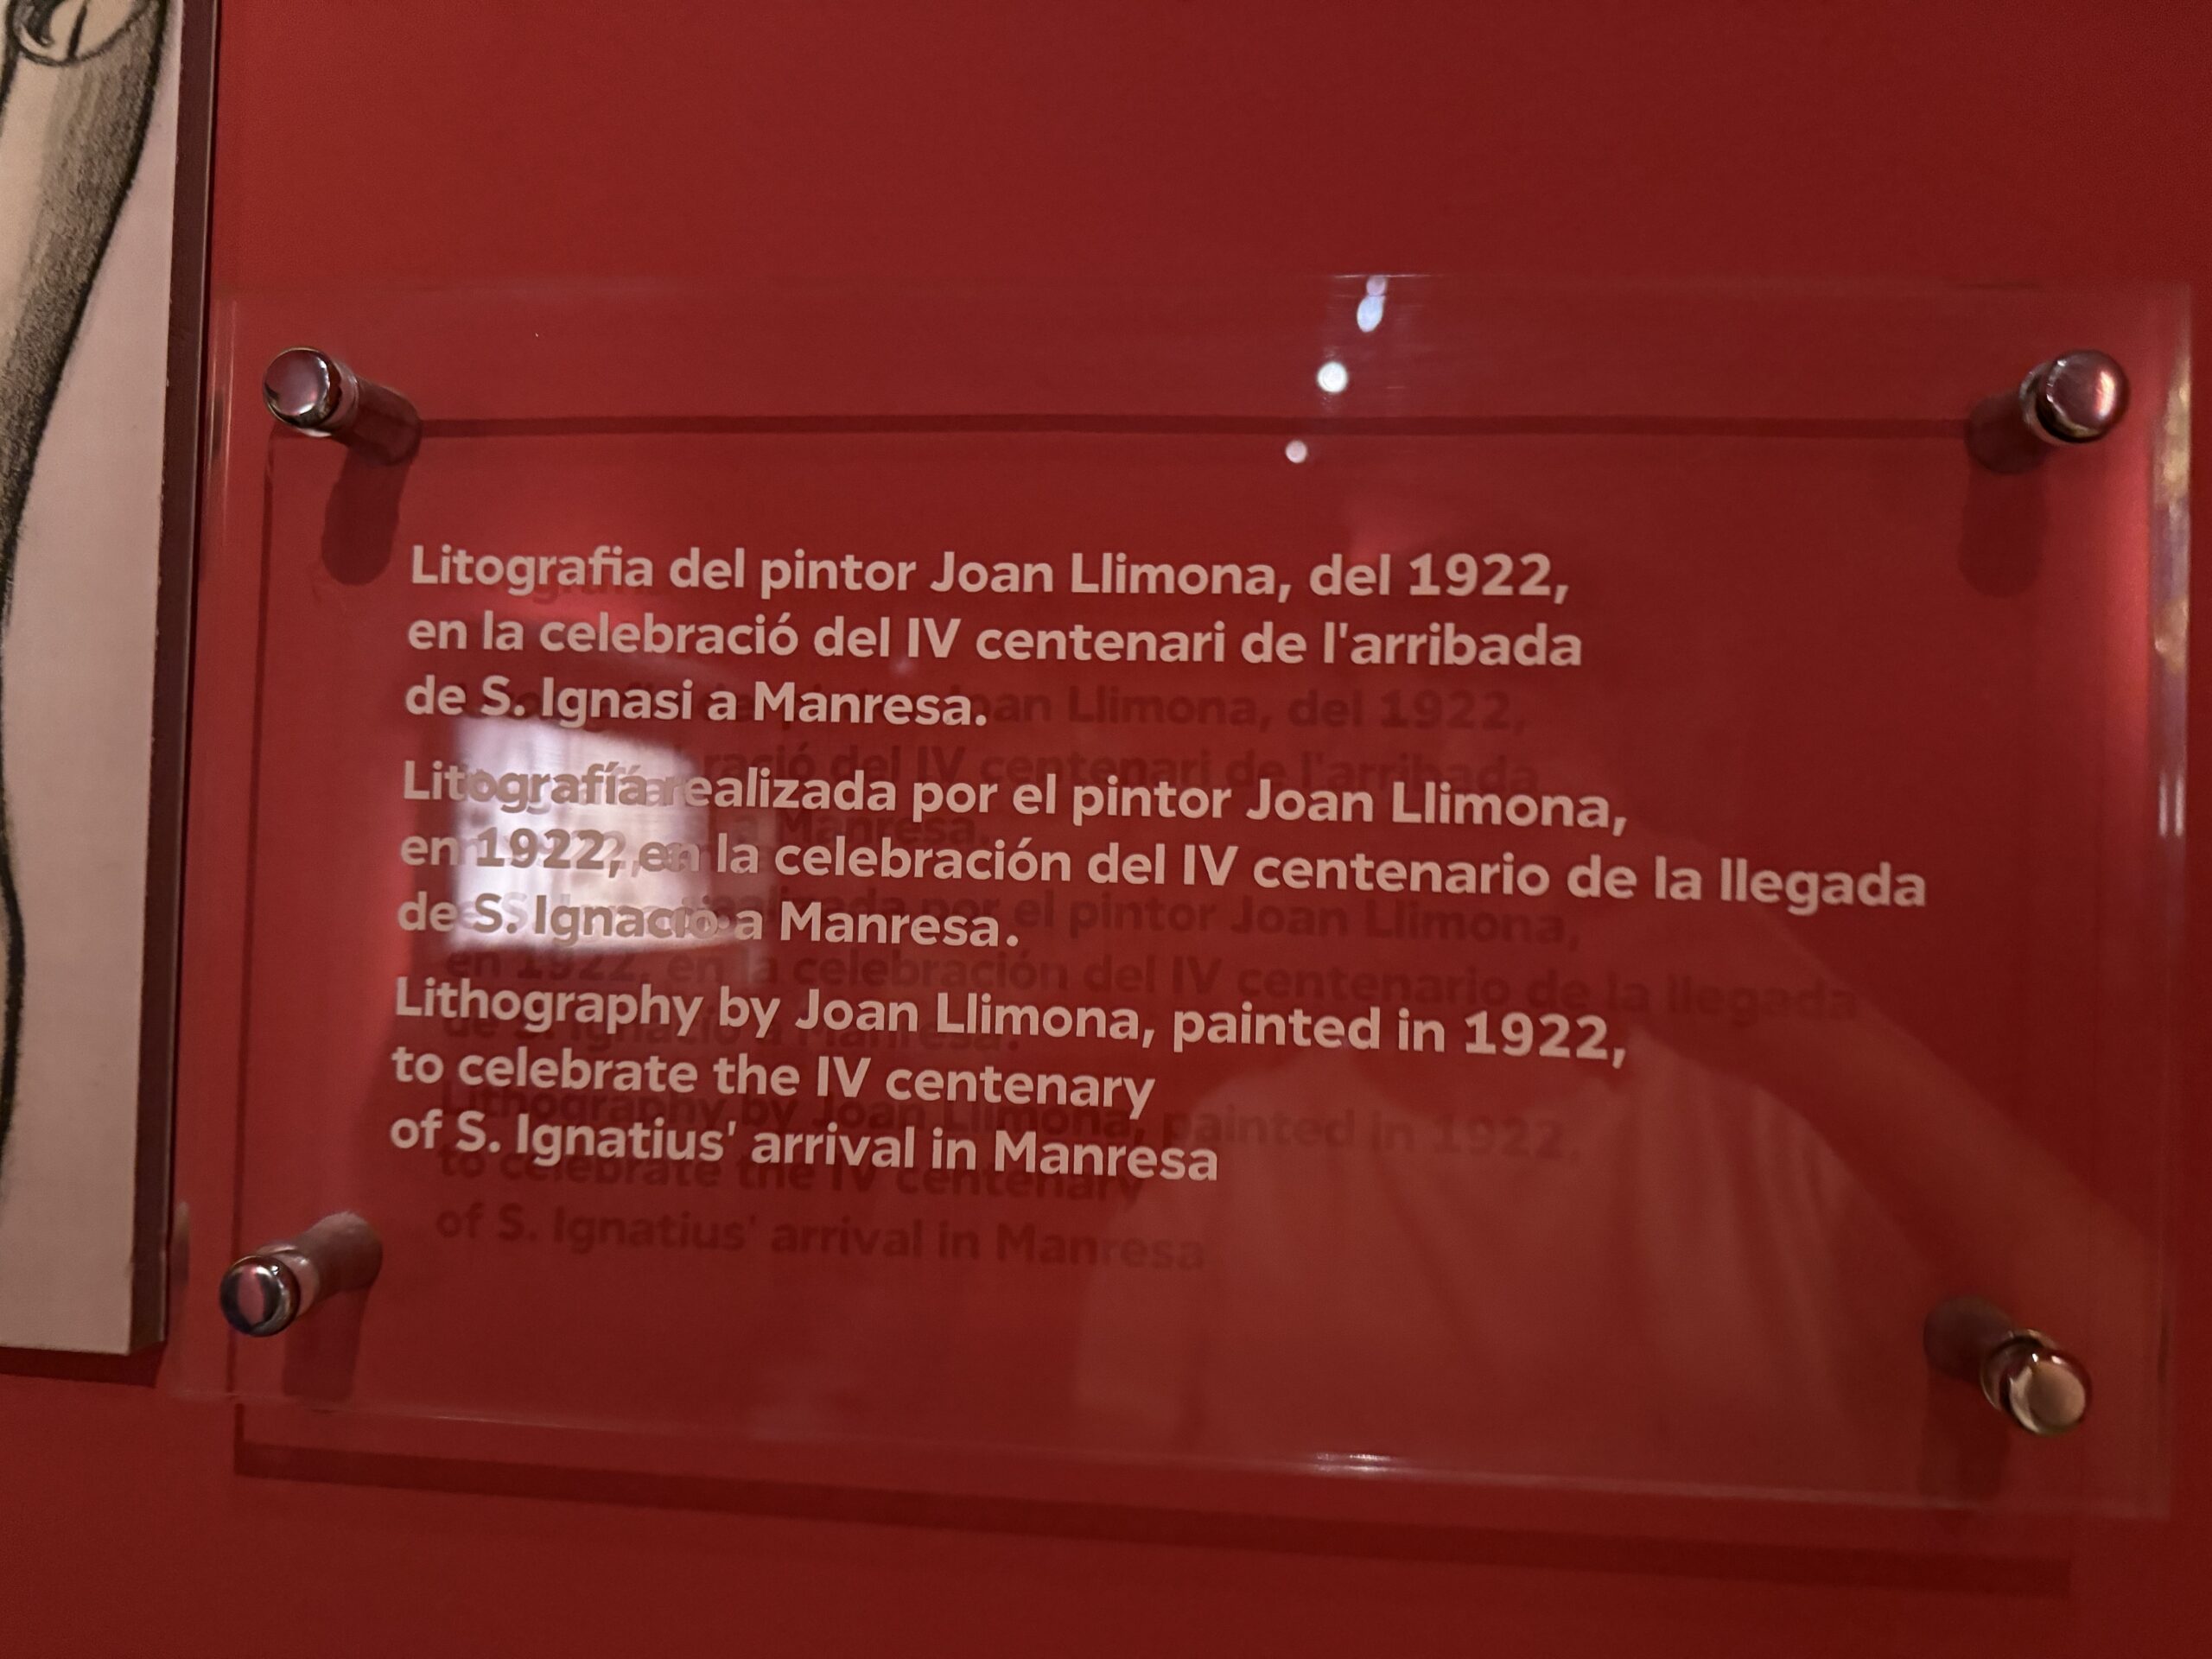 Litografia del pintor Joan Llimona, del 1922,
en la celebració del IV centenari de l'arribada
de S. Ignasi a Manresa.
Litografía realizada por el pintor Joan Llimona,
en 1922, en la celebración del IV centenario de la llegada
de S. Ignacio a Manresa.
Lithography by Joan Llimona, painted in 1922,
to celebrate the IV centenary
of S. Ignatius' arrival in Manresa